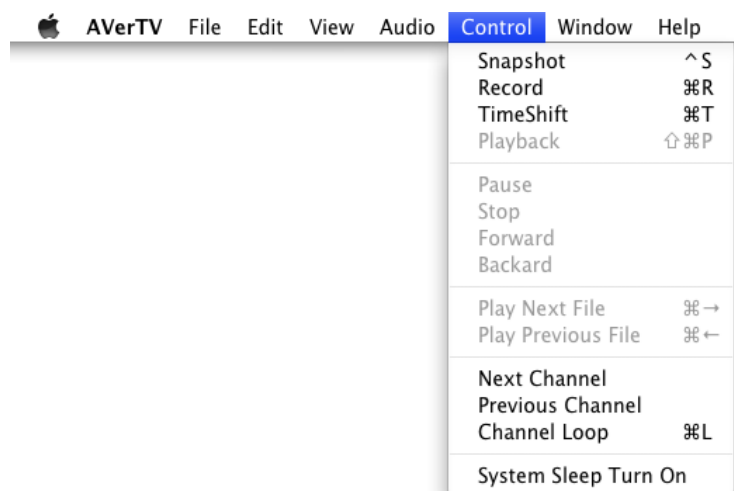 AVerTV File Edit View Audio Control Window Help
Snapshot ^S
Record ⌘R
TimeShift ⌘T
Playback ⇧⌘P
Pause
Stop
Forward
Backard
Play Next File ⌘→
Play Previous File ⌘←
Next Channel
Previous Channel
Channel Loop ⌘L
System Sleep Turn On